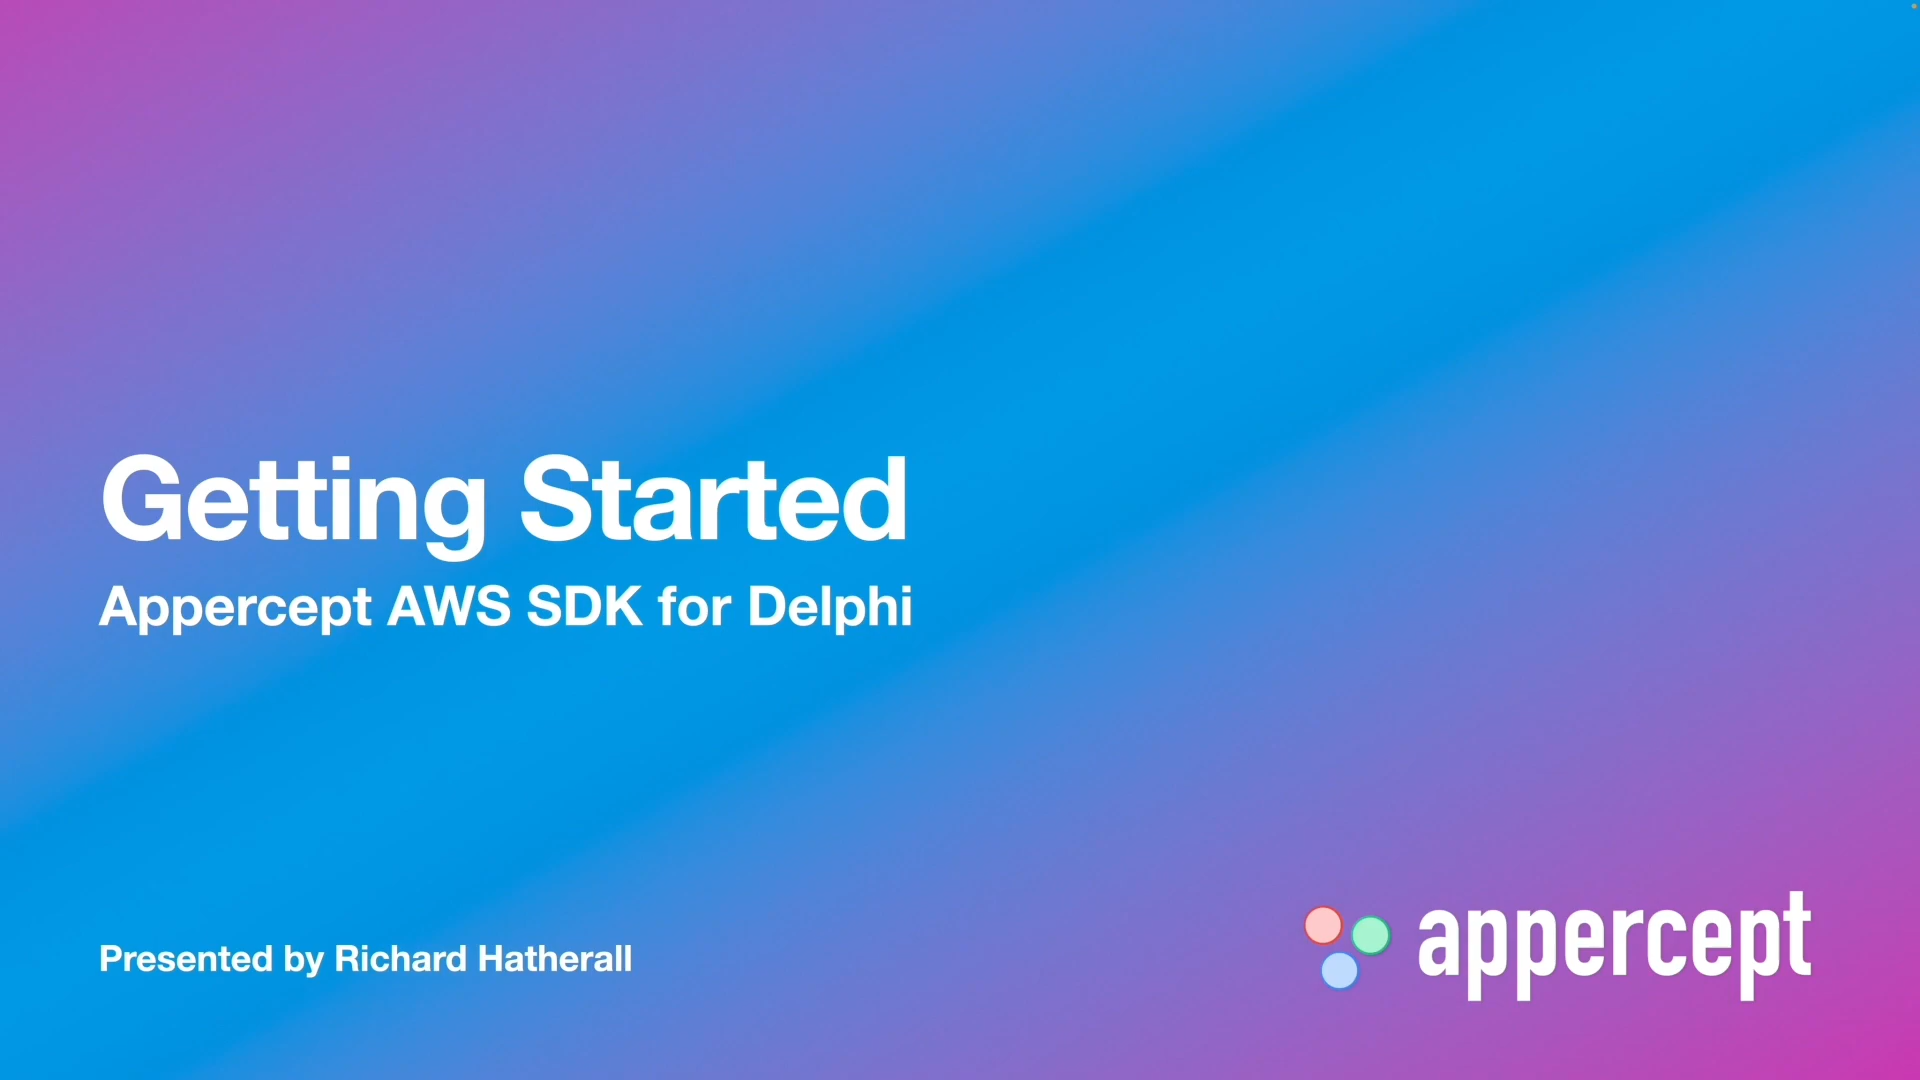 Getting Started
Appercept AWS SDK for Delphi
Presented by Richard Hatherall
appercept